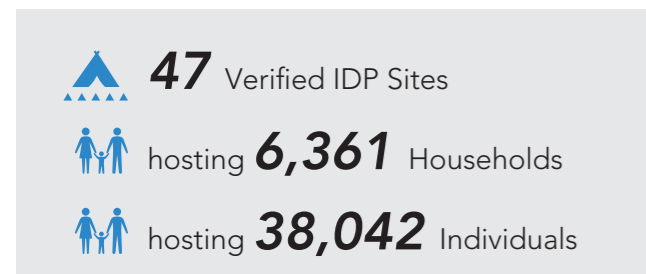 47 Verified IDP Sites
hosting 6,361 Households
hosting 38,042 Individuals